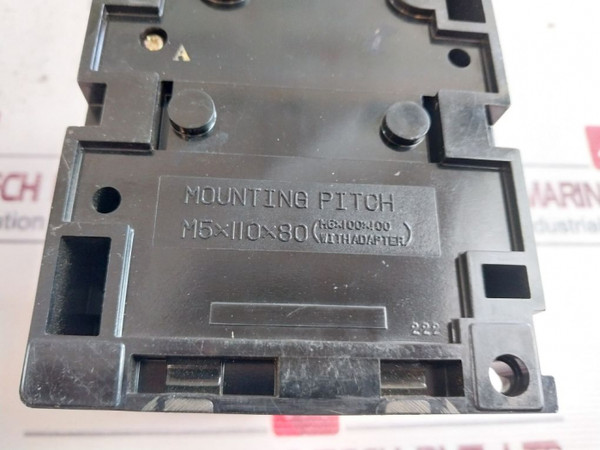 A
MOUNTING PITCH
M5×110×80 (M6×100×100
WITH ADAPTER)
222